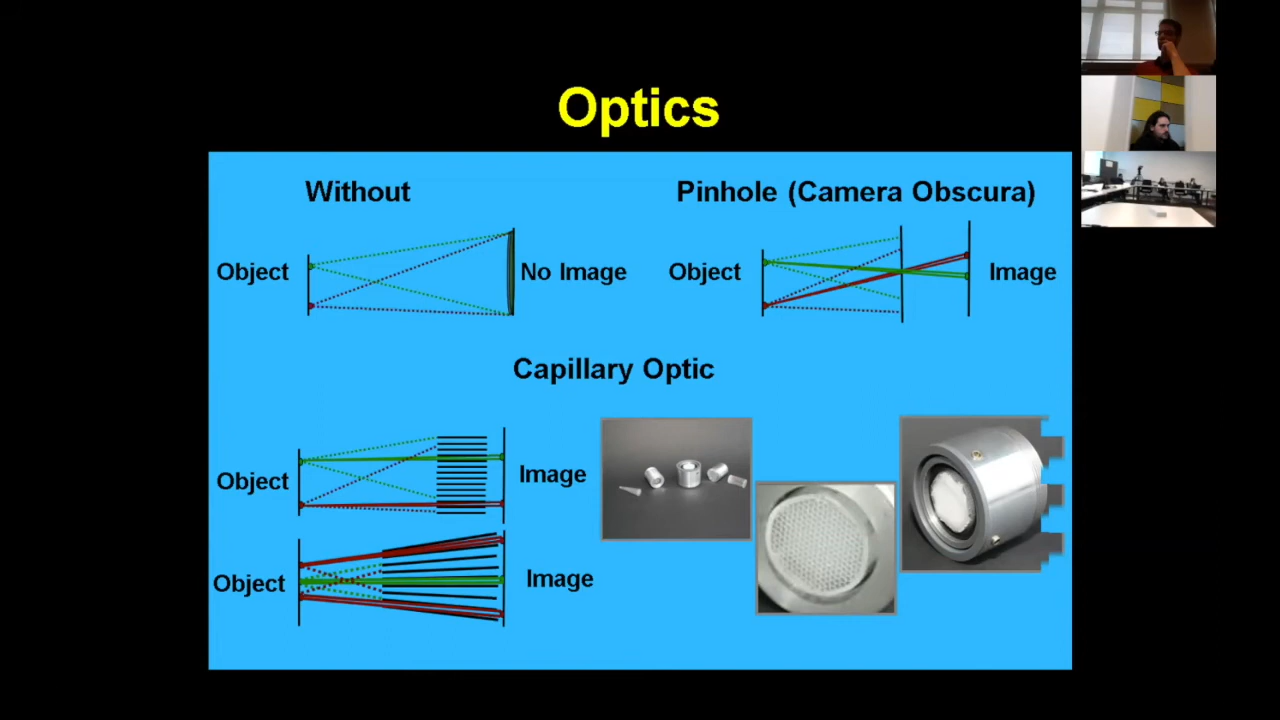 Optics
Without
Pinhole (Camera Obscura)
Object
No Image
Object
Image
Capillary Optic
Object
Image
Object
Image